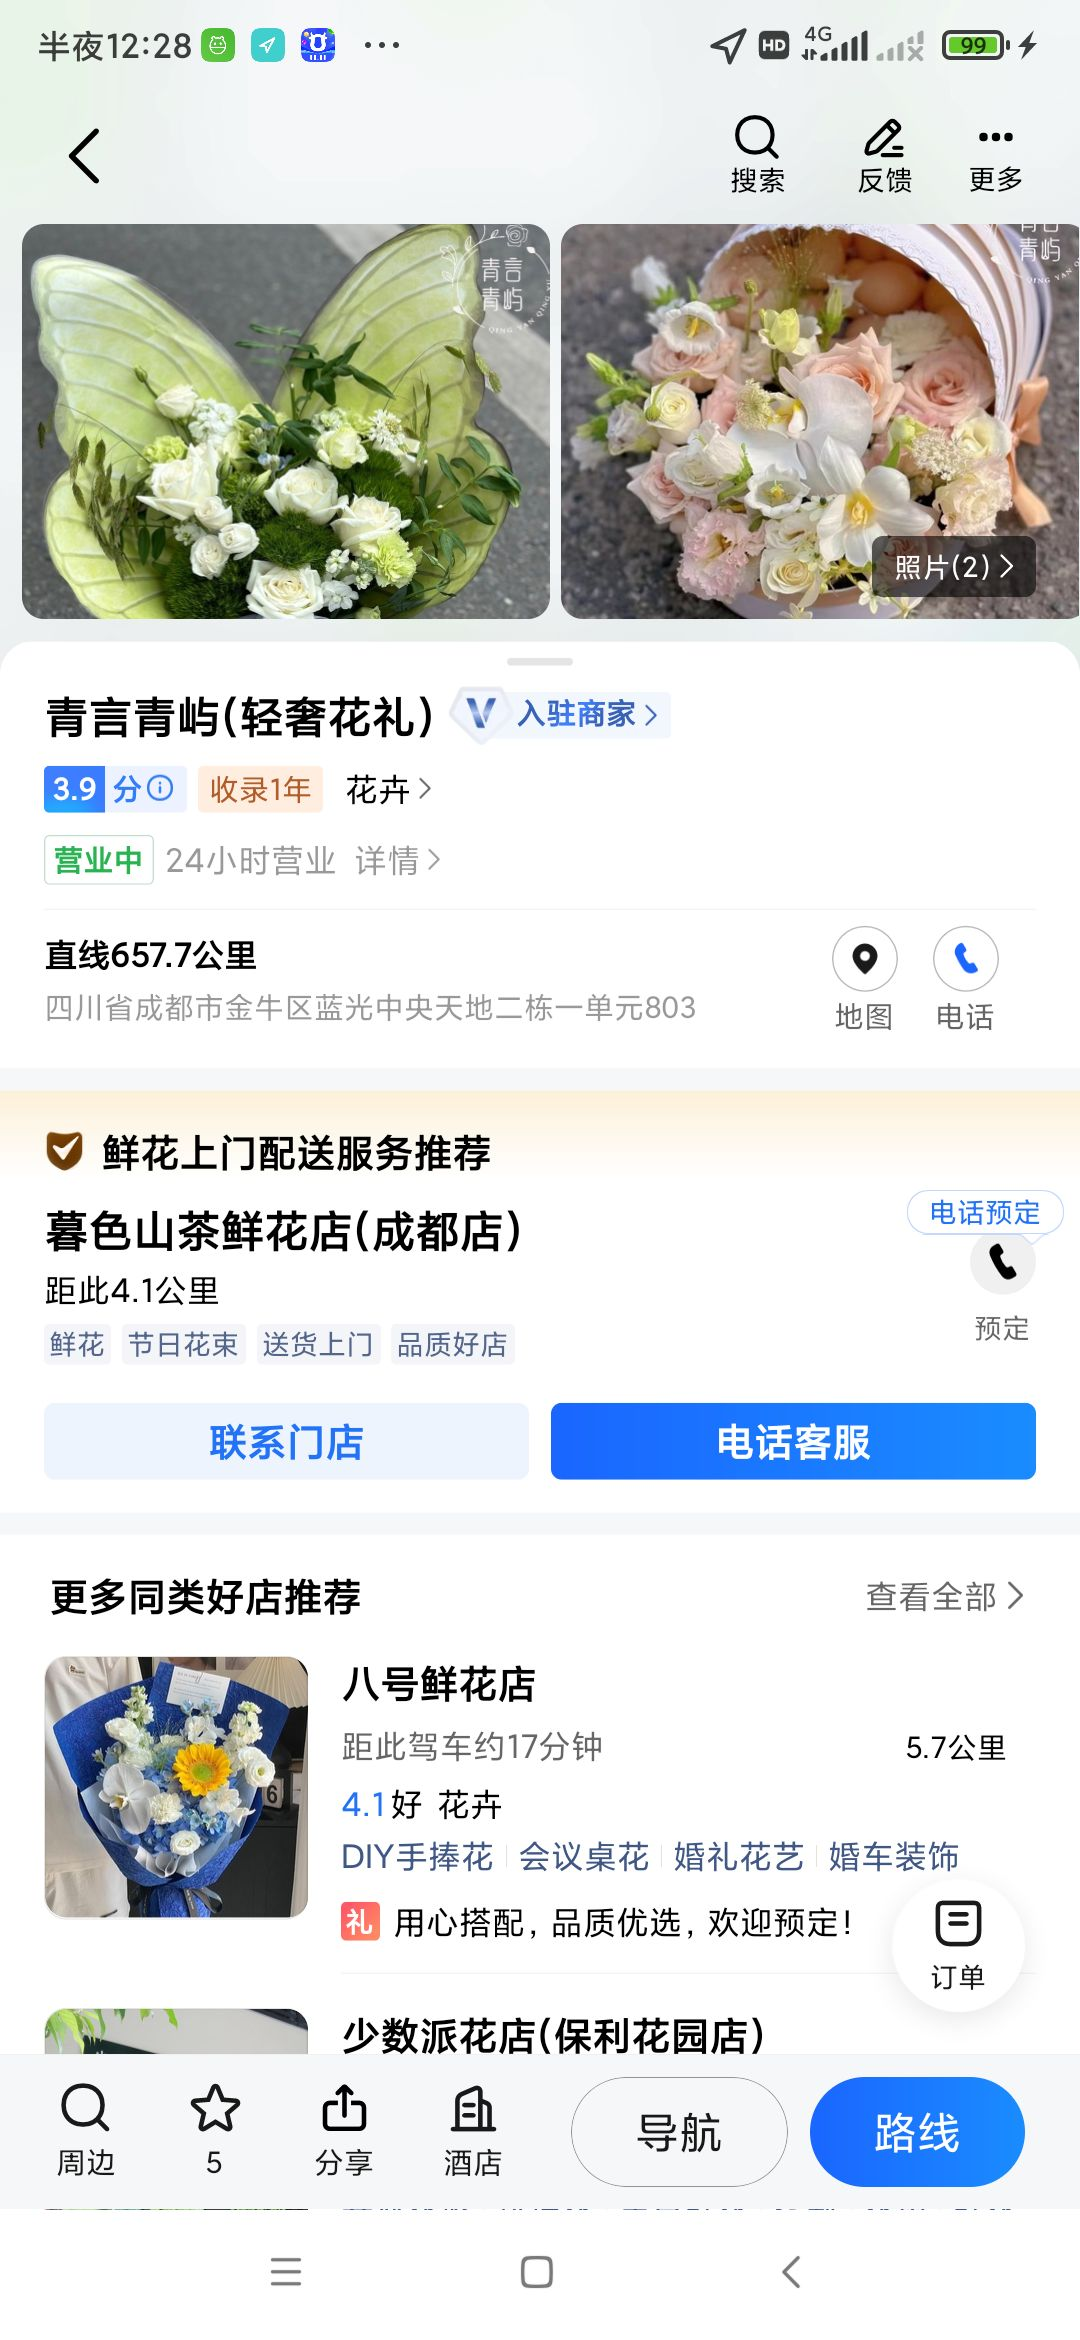 半夜12:28
HD
4G
99
搜索
反馈
更多
青言
青屿
青屿
照片(2)
青言青屿(轻奢花礼)
入驻商家
3.9分
收录1年
花卉
营业中
24小时营业 详情
直线657.7公里
四川省成都市金牛区蓝光中央天地二栋一单元803
地图
电话
鲜花上门配送服务推荐
暮色山茶鲜花店(成都店)
电话预定
距此4.1公里
预定
鲜花 节日花束 送货上门 品质好店
联系门店
电话客服
更多同类好店推荐
查看全部
八号鲜花店
距此驾车约17分钟
5.7公里
4.1好 花卉
DIY手捧花 会议桌花 婚礼花艺 婚车装饰
礼 用心搭配, 品质优选, 欢迎预定!
订单
少数派花店(保利花园店)
周边
5
分享
酒店
导航
路线